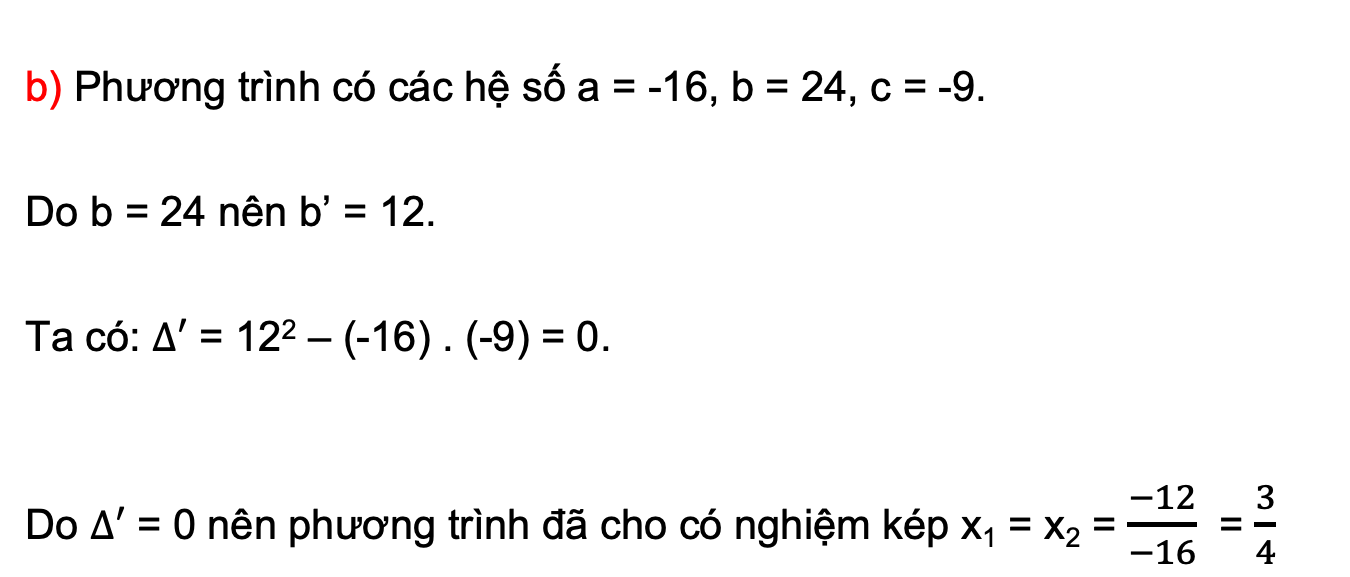 b) Phương trình có các hệ số a = -16, b = 24, c = -9.
Do b = 24 nên b’ = 12.
Ta có: Δ′ = 12² – (-16) . (-9) = 0.
Do Δ′ = 0 nên phương trình đã cho có nghiệm kép x₁ = x₂ = −12/−16 = 3/4